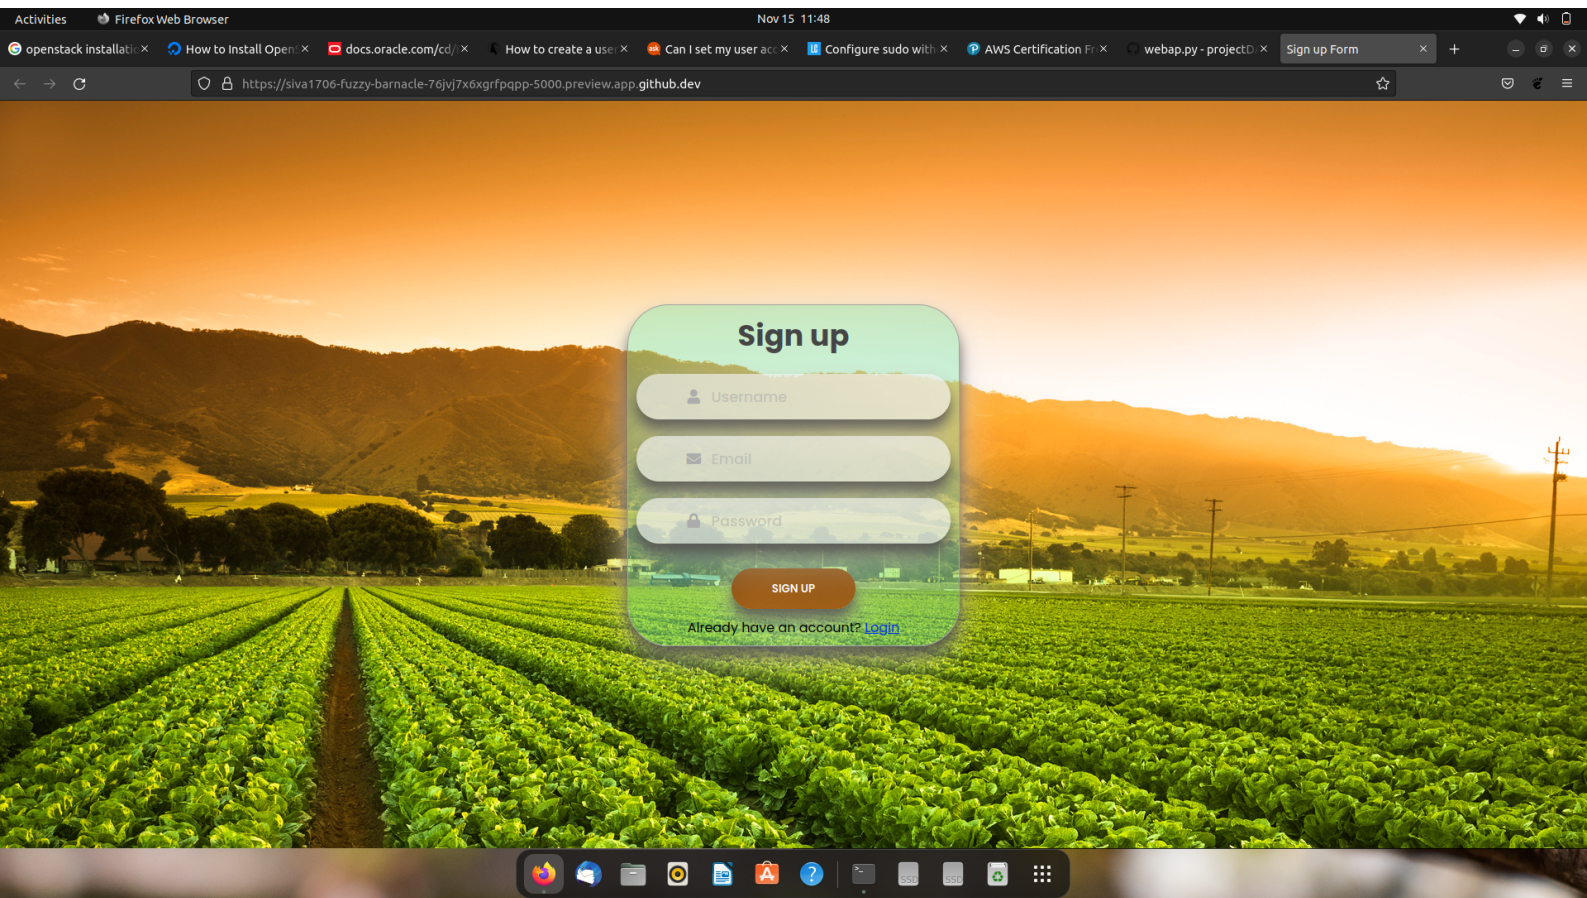 Activities Firefox Web Browser Nov 15 11:48
openstack installatio How to Install OpenS docs.oracle.com/cd/ How to create a user Can I set my user acc Configure sudo with AWS Certification Fr webap.py - projectD Sign up Form
https://siva1706-fuzzy-barnacle-76jvj7x6xgrfpqpp-5000.preview.app.github.dev
Sign up
Username
Email
Password
SIGN UP
Already have an account? Login
SSD SSD